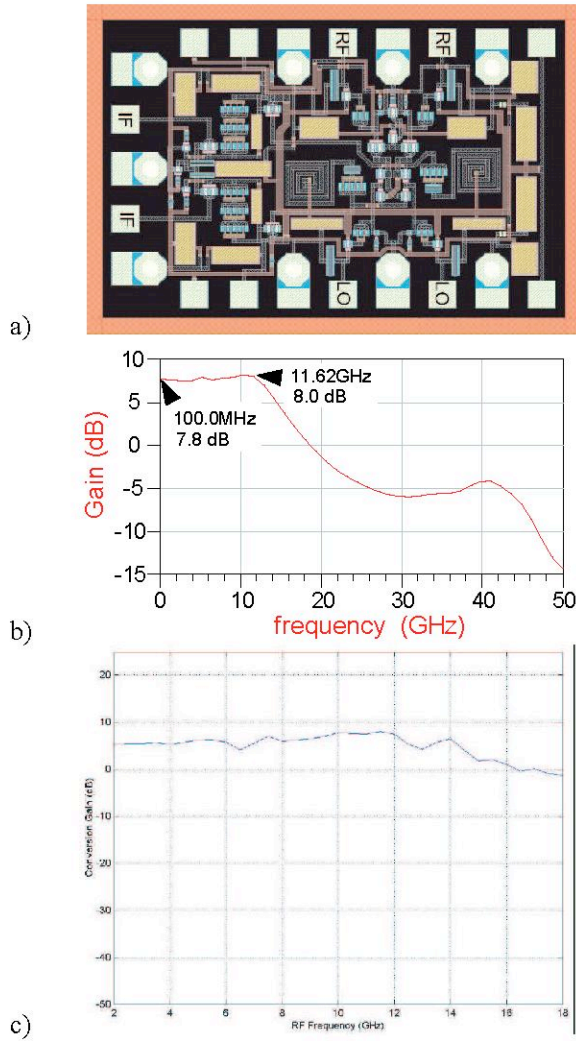 RF RF
IF
IF
LO LO
a)
10
5
0
-5
-10
-15
Gain (dB)
11.62GHz
8.0 dB
100.0MHz
7.8 dB
0 10 20 30 40 50
frequency (GHz)
b)
20
10
0
-10
-20
-30
-40
-50
Conversion Gain (dB)
2 4 6 8 10 12 14 16 18
RF Frequency (GHz)
c)